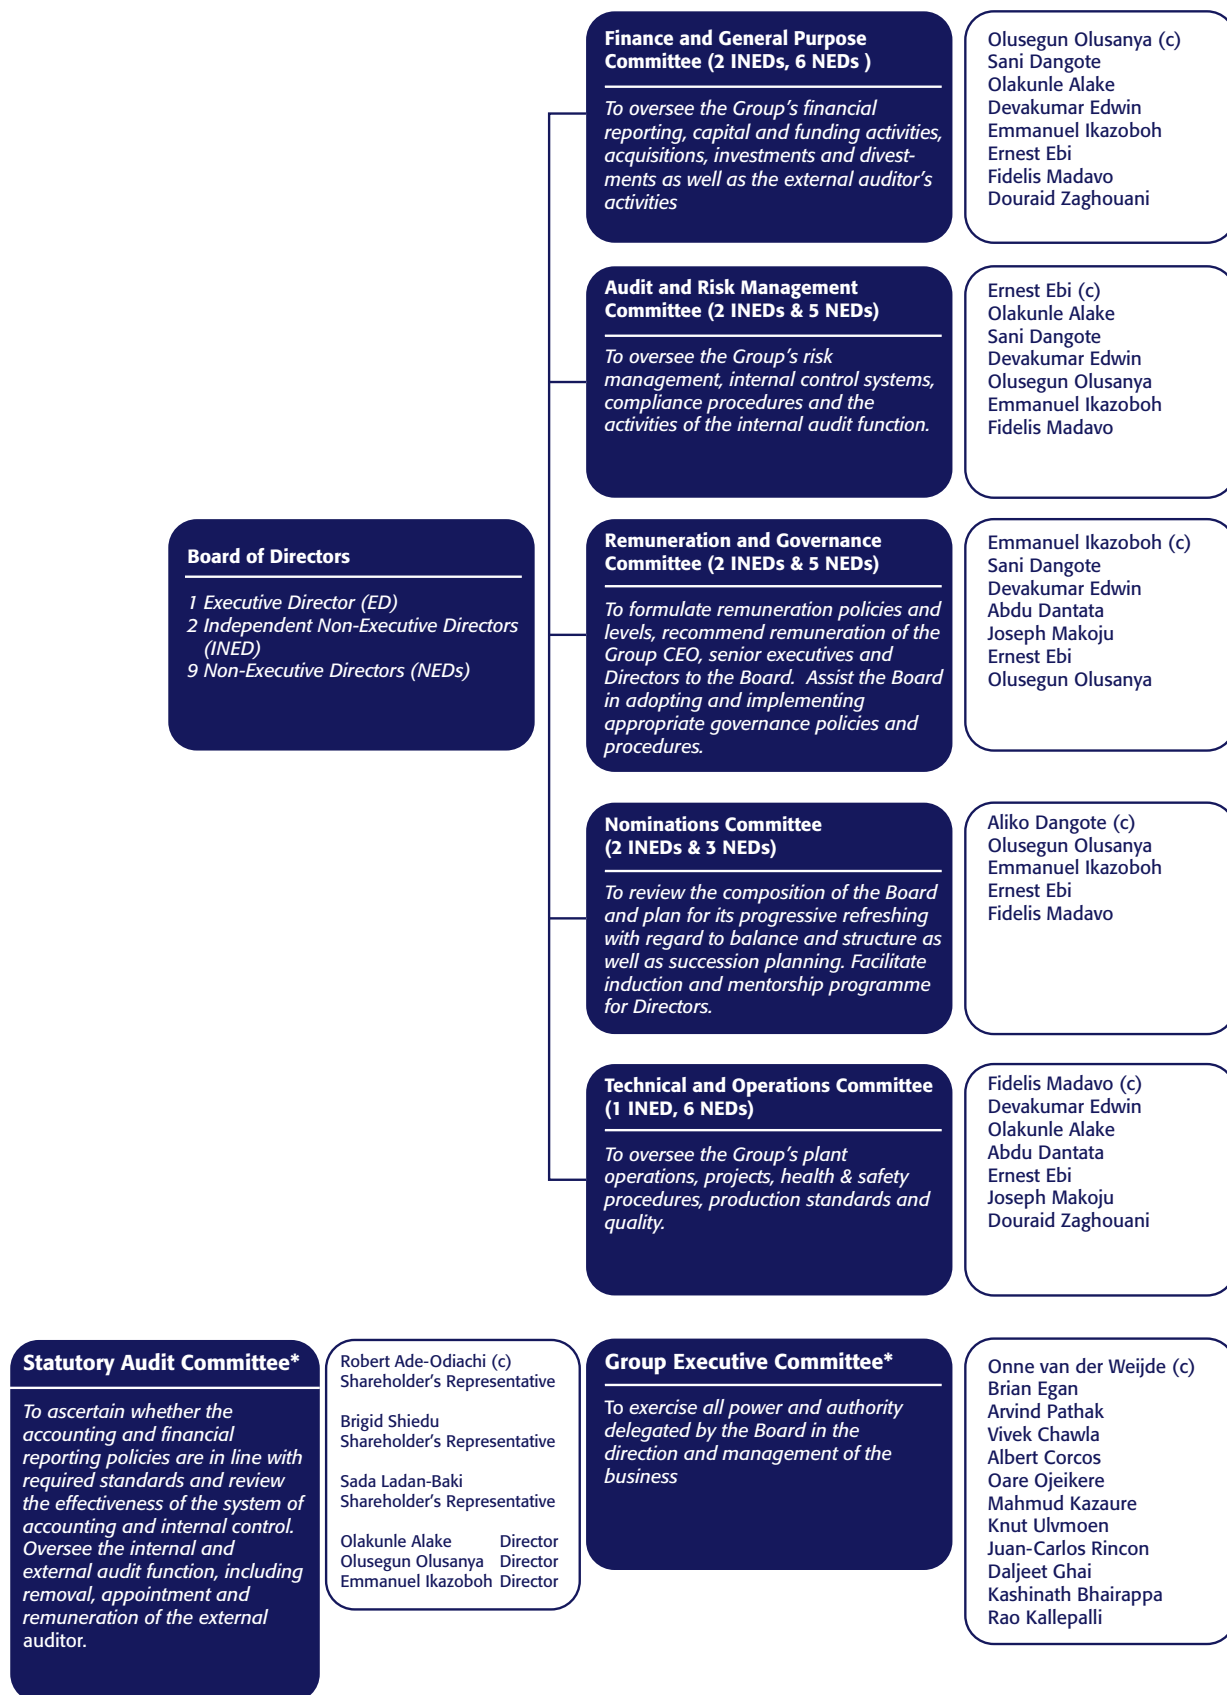 Finance and General Purpose
Committee (2 INEDs, 6 NEDs )
To oversee the Group's financial
reporting, capital and funding activities,
acquisitions, investments and divest-
ments as well as the external auditor's
activities
Olusegun Olusanya (c)
Sani Dangote
Olakunle Alake
Devakumar Edwin
Emmanuel Ikazoboh
Ernest Ebi
Fidelis Madavo
Douraid Zaghouani
Audit and Risk Management
Committee (2 INEDs & 5 NEDs)
To oversee the Group's risk
management, internal control systems,
compliance procedures and the
activities of the internal audit function.
Ernest Ebi (c)
Olakunle Alake
Sani Dangote
Devakumar Edwin
Olusegun Olusanya
Emmanuel Ikazoboh
Fidelis Madavo
Board of Directors
1 Executive Director (ED)
2 Independent Non-Executive Directors
(INED)
9 Non-Executive Directors (NEDs)
Remuneration and Governance
Committee (2 INEDs & 5 NEDs)
To formulate remuneration policies and
levels, recommend remuneration of the
Group CEO, senior executives and
Directors to the Board.  Assist the Board
in adopting and implementing
appropriate governance policies and
procedures.
Emmanuel Ikazoboh (c)
Sani Dangote
Devakumar Edwin
Abdu Dantata
Joseph Makoju
Ernest Ebi
Olusegun Olusanya
Nominations Committee
(2 INEDs & 3 NEDs)
To review the composition of the Board
and plan for its progressive refreshing
with regard to balance and structure as
well as succession planning. Facilitate
induction and mentorship programme
for Directors.
Aliko Dangote (c)
Olusegun Olusanya
Emmanuel Ikazoboh
Ernest Ebi
Fidelis Madavo
Technical and Operations Committee
(1 INED, 6 NEDs)
To oversee the Group's plant
operations, projects, health & safety
procedures, production standards and
quality.
Fidelis Madavo (c)
Devakumar Edwin
Olakunle Alake
Abdu Dantata
Ernest Ebi
Joseph Makoju
Douraid Zaghouani
Statutory Audit Committee*
To ascertain whether the
accounting and financial
reporting policies are in line with
required standards and review
the effectiveness of the system of
accounting and internal control.
Oversee the internal and
external audit function, including
removal, appointment and
remuneration of the external
auditor.
Robert Ade-Odiachi (c)
Shareholder's Representative
Brigid Shiedu
Shareholder's Representative
Sada Ladan-Baki
Shareholder's Representative
Olakunle Alake Director
Olusegun Olusanya Director
Emmanuel Ikazoboh Director
Group Executive Committee*
To exercise all power and authority
delegated by the Board in the
direction and management of the
business
Onne van der Weijde (c)
Brian Egan
Arvind Pathak
Vivek Chawla
Albert Corcos
Oare Ojeikere
Mahmud Kazaure
Knut Ulvmoen
Juan-Carlos Rincon
Daljeet Ghai
Kashinath Bhairappa
Rao Kallepalli